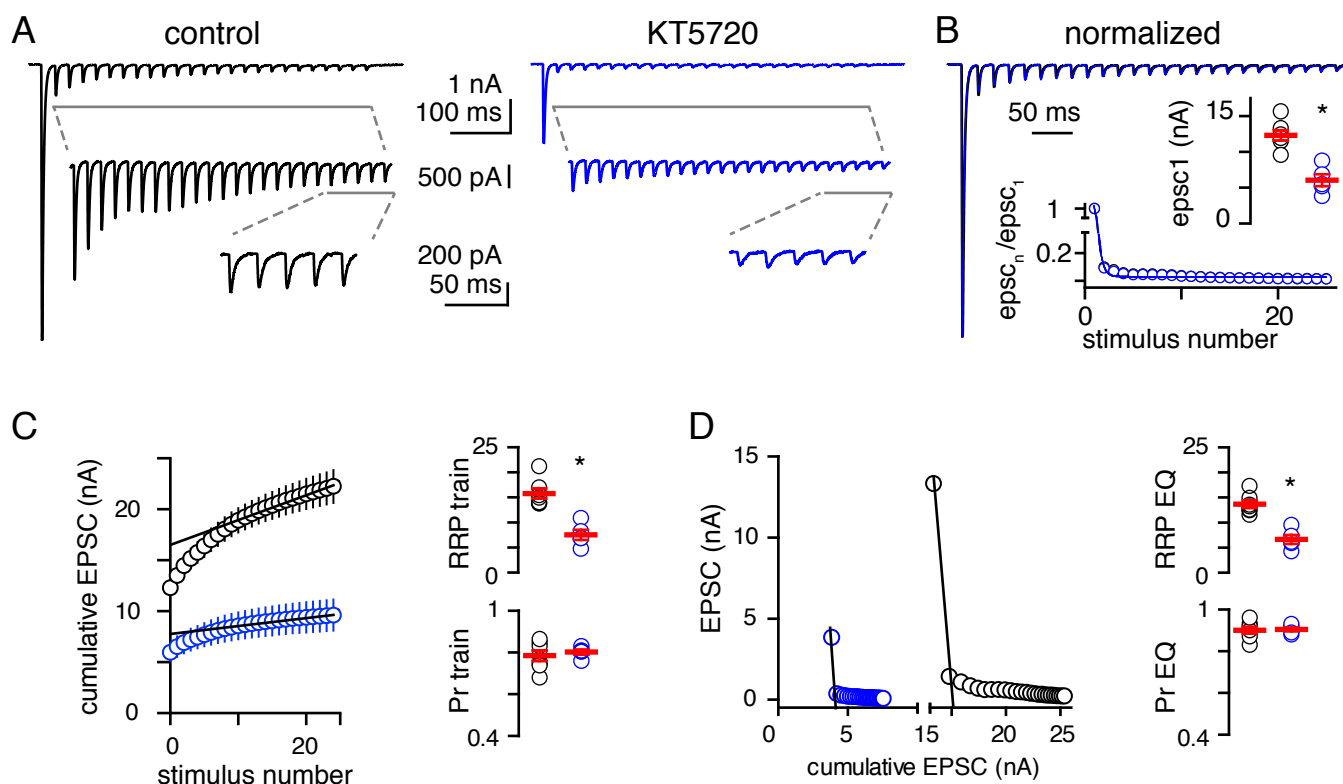 A
control
KT5720
1 nA
100 ms
500 pA
200 pA
50 ms
B
normalized
50 ms
epsc1 (nA)
15
0
*
epscn/epsc1
1
0.2
0
20
stimulus number
C
cumulative EPSC (nA)
20
10
0
0
20
stimulus number
RRP train
25
0
*
Pr train
1
0.4
D
EPSC (nA)
15
10
5
0
0
5
15
20
25
cumulative EPSC (nA)
RRP EQ
25
0
*
Pr EQ
1
0.4